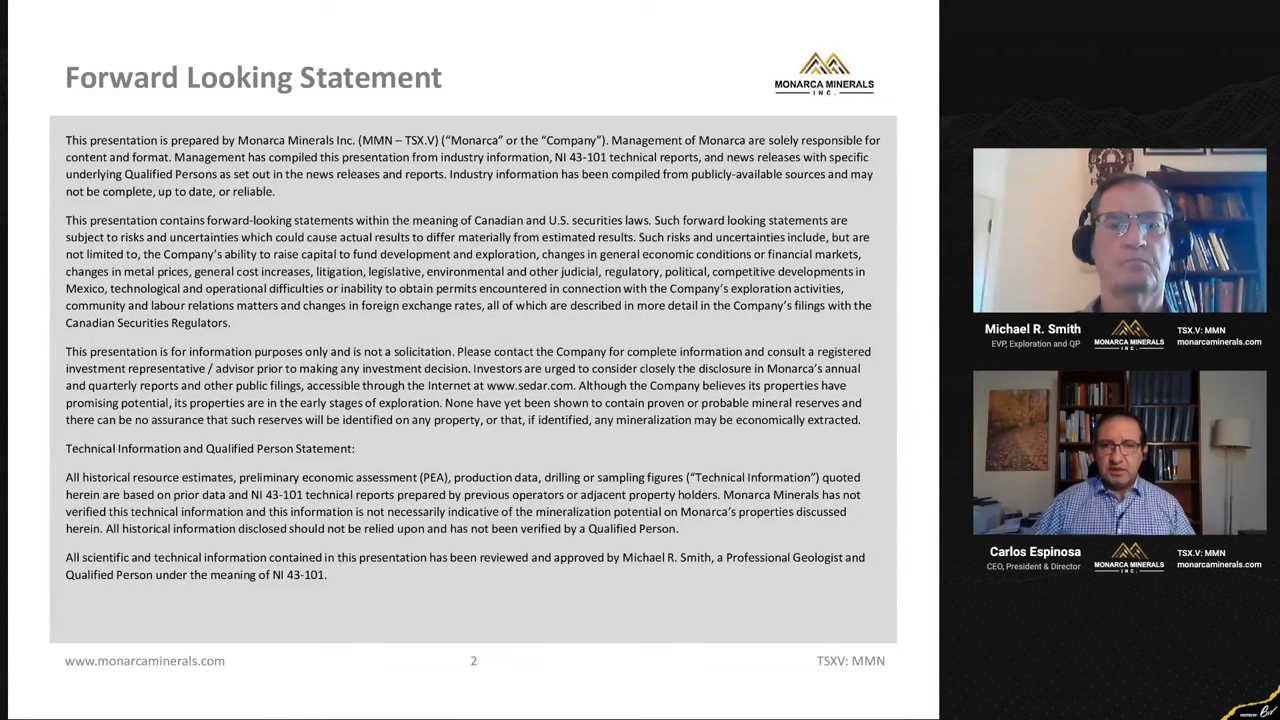 Forward Looking Statement
MONARCA MINERALS
INC.
This presentation is prepared by Monarca Minerals Inc. (MMN – TSX.V) (“Monarca” or the “Company”). Management of Monarca are solely responsible for
content and format. Management has compiled this presentation from industry information, NI 43-101 technical reports, and news releases with specific
underlying Qualified Persons as set out in the news releases and reports. Industry information has been compiled from publicly-available sources and may
not be complete, up to date, or reliable.
This presentation contains forward-looking statements within the meaning of Canadian and U.S. securities laws. Such forward looking statements are
subject to risks and uncertainties which could cause actual results to differ materially from estimated results. Such risks and uncertainties include, but are
not limited to, the Company’s ability to raise capital to fund development and exploration, changes in general economic conditions or financial markets,
changes in metal prices, general cost increases, litigation, legislative, environmental and other judicial, regulatory, political, competitive developments in
Mexico, technological and operational difficulties or inability to obtain permits encountered in connection with the Company’s exploration activities,
community and labour relations matters and changes in foreign exchange rates, all of which are described in more detail in the Company’s filings with the
Canadian Securities Regulators.
This presentation is for information purposes only and is not a solicitation. Please contact the Company for complete information and consult a registered
investment representative / advisor prior to making any investment decision. Investors are urged to consider closely the disclosure in Monarca’s annual
and quarterly reports and other public filings, accessible through the Internet at www.sedar.com. Although the Company believes its properties have
promising potential, its properties are in the early stages of exploration. None have yet been shown to contain proven or probable mineral reserves and
there can be no assurance that such reserves will be identified on any property, or that, if identified, any mineralization may be economically extracted.
Technical Information and Qualified Person Statement:
All historical resource estimates, preliminary economic assessment (PEA), production data, drilling or sampling figures (“Technical Information”) quoted
herein are based on prior data and NI 43-101 technical reports prepared by previous operators or adjacent property holders. Monarca Minerals has not
verified this technical information and this information is not necessarily indicative of the mineralization potential on Monarca’s properties discussed
herein. All historical information disclosed should not be relied upon and has not been verified by a Qualified Person.
All scientific and technical information contained in this presentation has been reviewed and approved by Michael R. Smith, a Professional Geologist and
Qualified Person under the meaning of NI 43-101.
www.monarcaminerals.com
2
TSXV: MMN
Michael R. Smith
EVP, Exploration and QP
MONARCA MINERALS
INC.
TSX.V: MMN
monarcaminerals.com
Carlos Espinosa
CEO, President & Director
MONARCA MINERALS
INC.
TSX.V: MMN
monarcaminerals.com
HOSTED BY